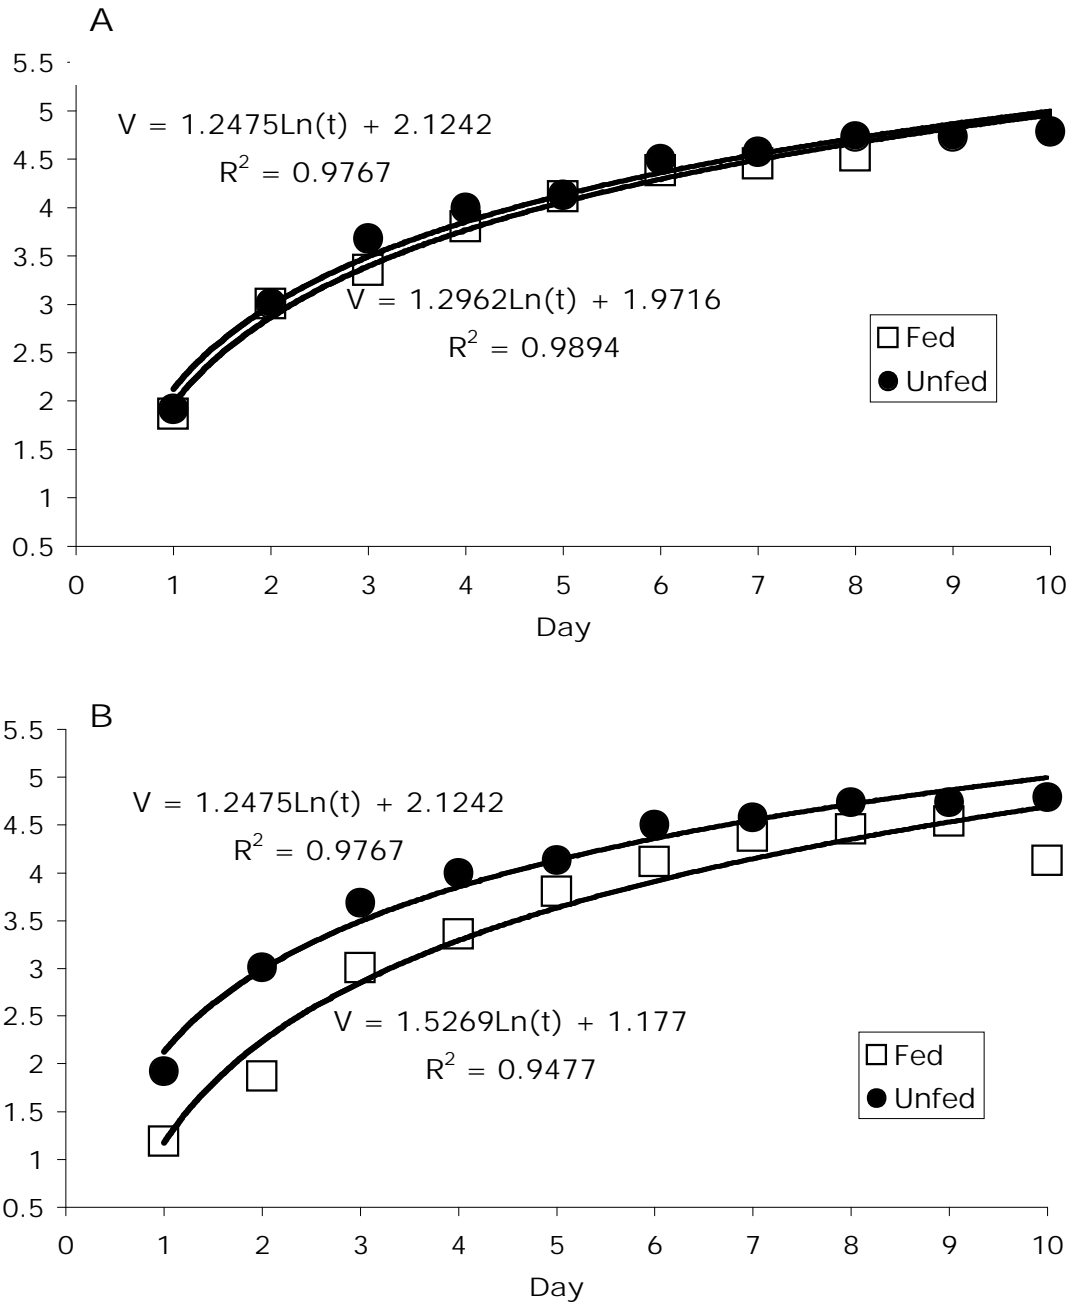 A
5.5
5
4.5
4
3.5
3
2.5
2
1.5
1
0.5
V = 1.2475Ln(t) + 2.1242
R² = 0.9767
V = 1.2962Ln(t) + 1.9716
R² = 0.9894
Fed
Unfed
0 1 2 3 4 5 6 7 8 9 10
Day
B
5.5
5
4.5
4
3.5
3
2.5
2
1.5
1
0.5
V = 1.2475Ln(t) + 2.1242
R² = 0.9767
V = 1.5269Ln(t) + 1.177
R² = 0.9477
Fed
Unfed
0 1 2 3 4 5 6 7 8 9 10
Day